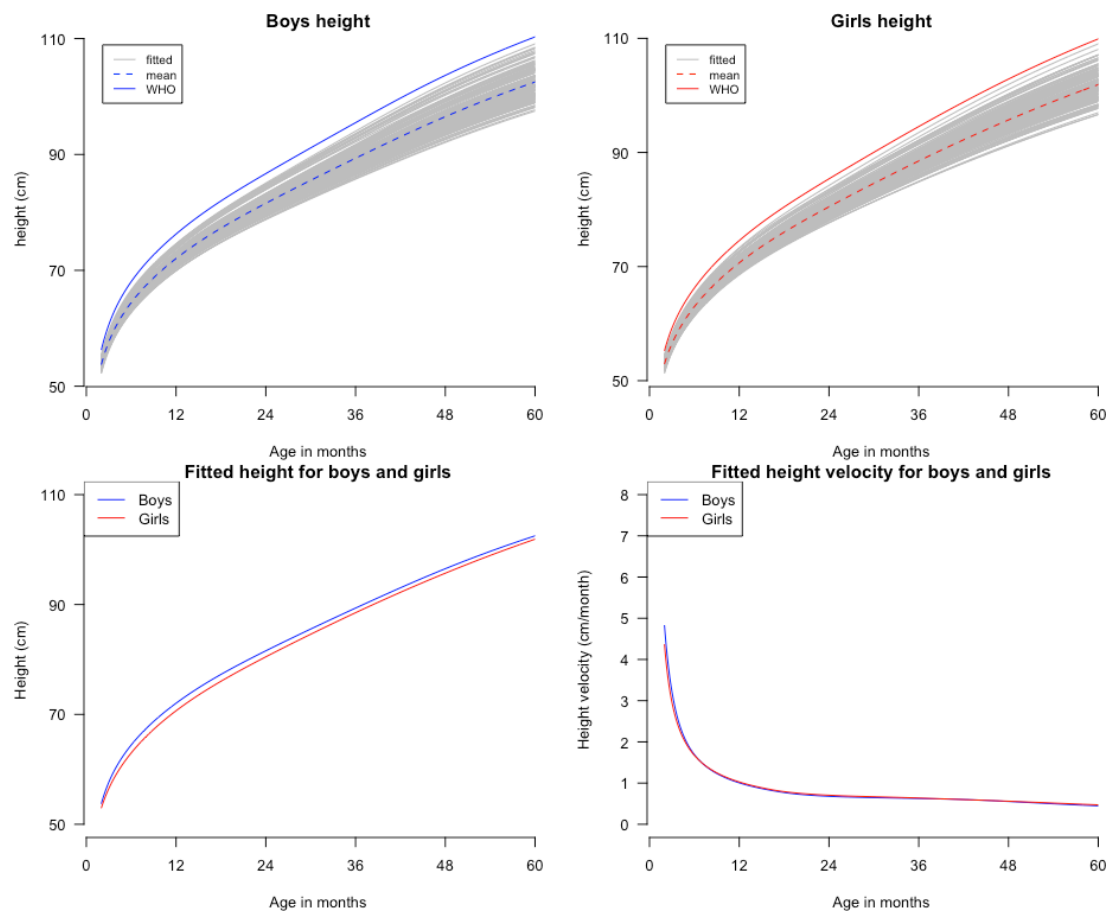 Boys height
fitted
mean
WHO
height (cm)
110
90
70
50
0 12 24 36 48 60
Age in months
Girls height
fitted
mean
WHO
height (cm)
110
90
70
50
0 12 24 36 48 60
Age in months
Fitted height for boys and girls
Boys
Girls
Height (cm)
110
90
70
50
0 12 24 36 48 60
Age in months
Fitted height velocity for boys and girls
Boys
Girls
Height velocity (cm/month)
8
7
6
5
4
3
2
1
0
0 12 24 36 48 60
Age in months